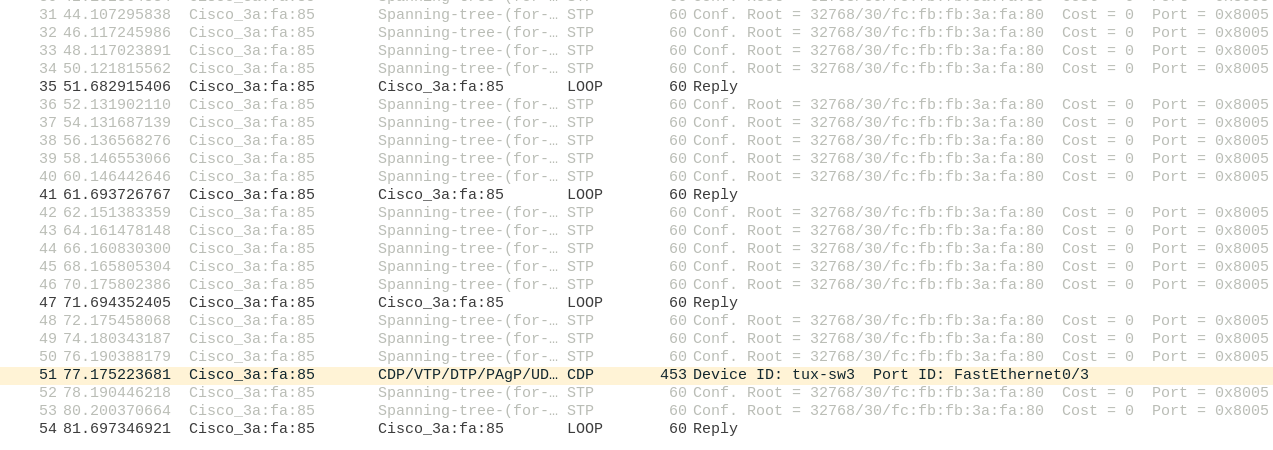 31 44.107295838 Cisco_3a:fa:85 Spanning-tree-(for-… STP 60 Conf. Root = 32768/30/fc:fb:fb:3a:fa:80 Cost = 0 Port = 0x8005
32 46.117245986 Cisco_3a:fa:85 Spanning-tree-(for-… STP 60 Conf. Root = 32768/30/fc:fb:fb:3a:fa:80 Cost = 0 Port = 0x8005
33 48.117023891 Cisco_3a:fa:85 Spanning-tree-(for-… STP 60 Conf. Root = 32768/30/fc:fb:fb:3a:fa:80 Cost = 0 Port = 0x8005
34 50.121815562 Cisco_3a:fa:85 Spanning-tree-(for-… STP 60 Conf. Root = 32768/30/fc:fb:fb:3a:fa:80 Cost = 0 Port = 0x8005
35 51.682915406 Cisco_3a:fa:85 Cisco_3a:fa:85 LOOP 60 Reply
36 52.131902110 Cisco_3a:fa:85 Spanning-tree-(for-… STP 60 Conf. Root = 32768/30/fc:fb:fb:3a:fa:80 Cost = 0 Port = 0x8005
37 54.131687139 Cisco_3a:fa:85 Spanning-tree-(for-… STP 60 Conf. Root = 32768/30/fc:fb:fb:3a:fa:80 Cost = 0 Port = 0x8005
38 56.136568276 Cisco_3a:fa:85 Spanning-tree-(for-… STP 60 Conf. Root = 32768/30/fc:fb:fb:3a:fa:80 Cost = 0 Port = 0x8005
39 58.146553066 Cisco_3a:fa:85 Spanning-tree-(for-… STP 60 Conf. Root = 32768/30/fc:fb:fb:3a:fa:80 Cost = 0 Port = 0x8005
40 60.146442646 Cisco_3a:fa:85 Spanning-tree-(for-… STP 60 Conf. Root = 32768/30/fc:fb:fb:3a:fa:80 Cost = 0 Port = 0x8005
41 61.693726767 Cisco_3a:fa:85 Cisco_3a:fa:85 LOOP 60 Reply
42 62.151383359 Cisco_3a:fa:85 Spanning-tree-(for-… STP 60 Conf. Root = 32768/30/fc:fb:fb:3a:fa:80 Cost = 0 Port = 0x8005
43 64.161478148 Cisco_3a:fa:85 Spanning-tree-(for-… STP 60 Conf. Root = 32768/30/fc:fb:fb:3a:fa:80 Cost = 0 Port = 0x8005
44 66.160830300 Cisco_3a:fa:85 Spanning-tree-(for-… STP 60 Conf. Root = 32768/30/fc:fb:fb:3a:fa:80 Cost = 0 Port = 0x8005
45 68.165805304 Cisco_3a:fa:85 Spanning-tree-(for-… STP 60 Conf. Root = 32768/30/fc:fb:fb:3a:fa:80 Cost = 0 Port = 0x8005
46 70.175802386 Cisco_3a:fa:85 Spanning-tree-(for-… STP 60 Conf. Root = 32768/30/fc:fb:fb:3a:fa:80 Cost = 0 Port = 0x8005
47 71.694352405 Cisco_3a:fa:85 Cisco_3a:fa:85 LOOP 60 Reply
48 72.175458068 Cisco_3a:fa:85 Spanning-tree-(for-… STP 60 Conf. Root = 32768/30/fc:fb:fb:3a:fa:80 Cost = 0 Port = 0x8005
49 74.180343187 Cisco_3a:fa:85 Spanning-tree-(for-… STP 60 Conf. Root = 32768/30/fc:fb:fb:3a:fa:80 Cost = 0 Port = 0x8005
50 76.190388179 Cisco_3a:fa:85 Spanning-tree-(for-… STP 60 Conf. Root = 32768/30/fc:fb:fb:3a:fa:80 Cost = 0 Port = 0x8005
51 77.175223681 Cisco_3a:fa:85 CDP/VTP/DTP/PAgP/UD… CDP 453 Device ID: tux-sw3 Port ID: FastEthernet0/3
52 78.190446218 Cisco_3a:fa:85 Spanning-tree-(for-… STP 60 Conf. Root = 32768/30/fc:fb:fb:3a:fa:80 Cost = 0 Port = 0x8005
53 80.200370664 Cisco_3a:fa:85 Spanning-tree-(for-… STP 60 Conf. Root = 32768/30/fc:fb:fb:3a:fa:80 Cost = 0 Port = 0x8005
54 81.697346921 Cisco_3a:fa:85 Cisco_3a:fa:85 LOOP 60 Reply